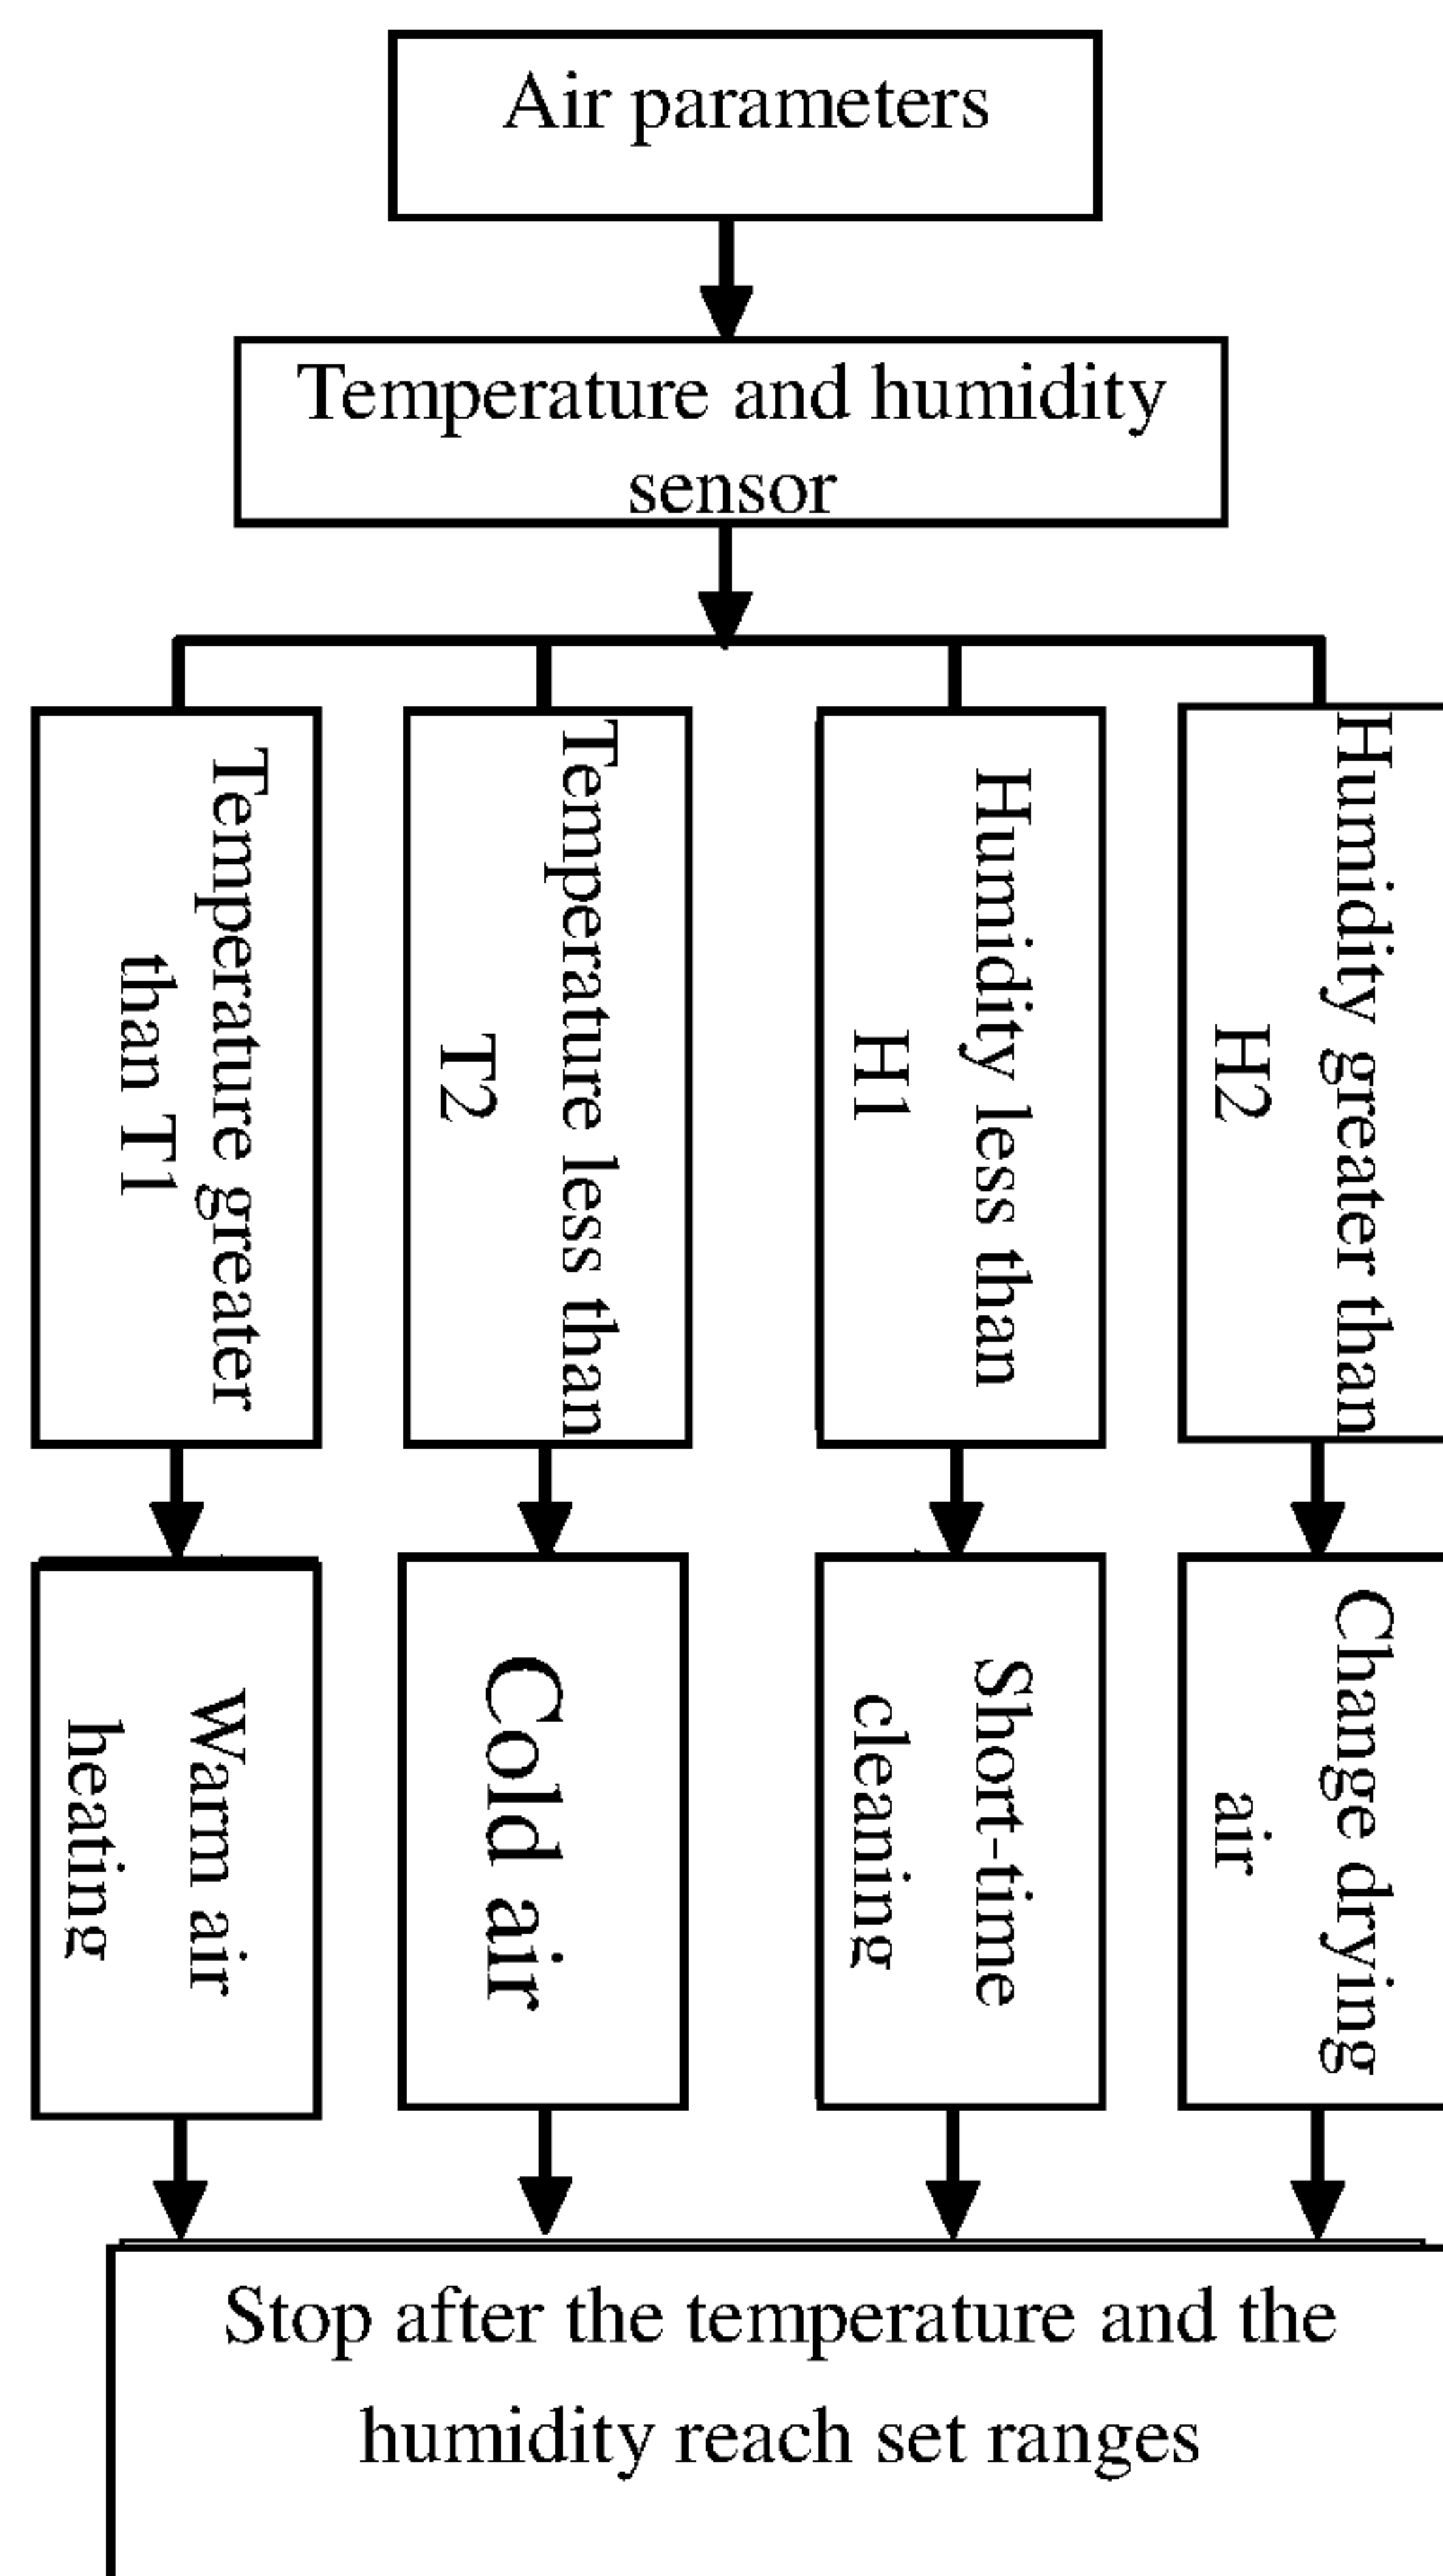 Air parameters
Temperature and humidity
sensor
Temperature greater
than T1
Temperature less than
T2
Humidity less than
H1
Humidity greater than
H2
Warm air
heating
Cold air
Short-time
cleaning
Change drying
air
Stop after the temperature and the
humidity reach set ranges